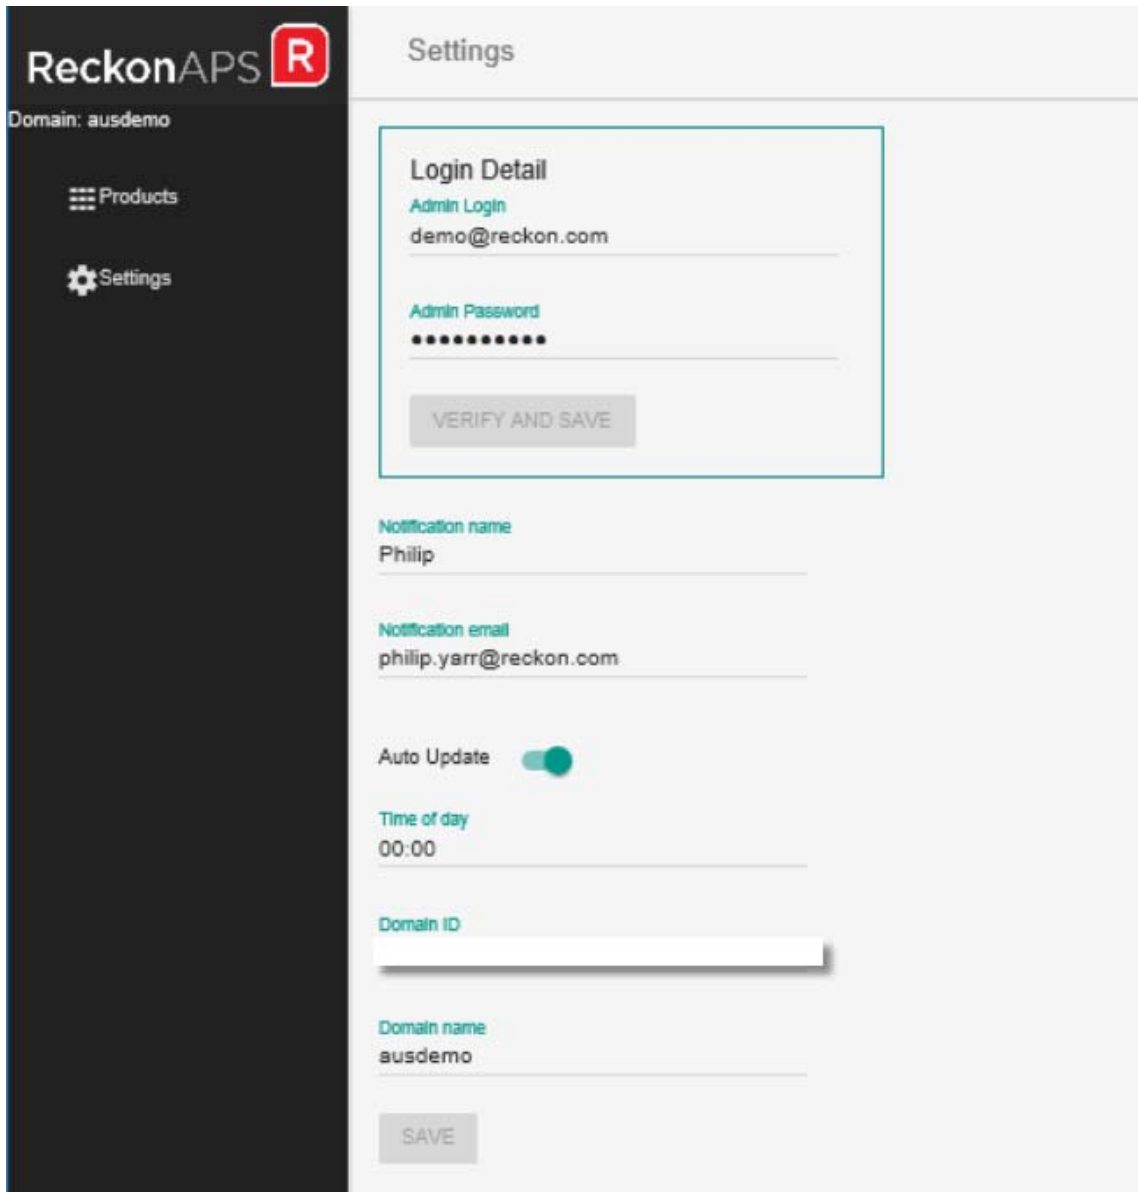 ReckonAPS R
Domain: ausdemo
Products
Settings
Settings
Login Detail
Admin Login
demo@reckon.com
Admin Password
••••••••••
VERIFY AND SAVE
Notification name
Philip
Notification email
philip.yarr@reckon.com
Auto Update
Time of day
00:00
Domain ID
Domain name
ausdemo
SAVE